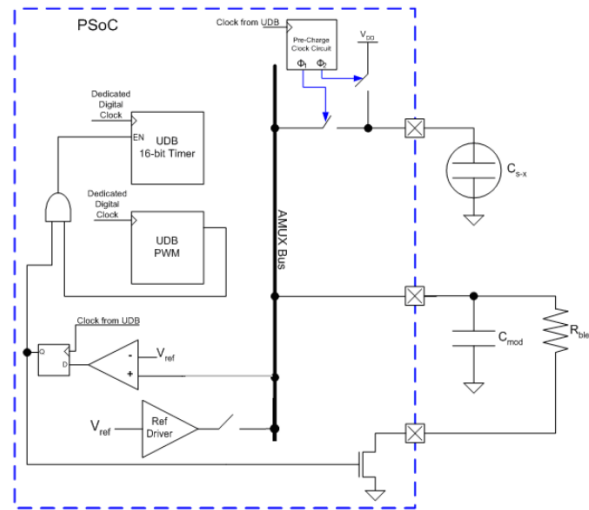 PSoC
Clock from UDB
Pre-Charge
Clock Circuit
Φ1 Φ2
VDD
Dedicated
Digital
Clock
EN
UDB
16-bit Timer
Cs-x
Dedicated
Digital
Clock
UDB
PWM
AMUX Bus
Clock from UDB
Q
D
-
+
Vref
Cmod
Rble
Vref
Ref
Driver